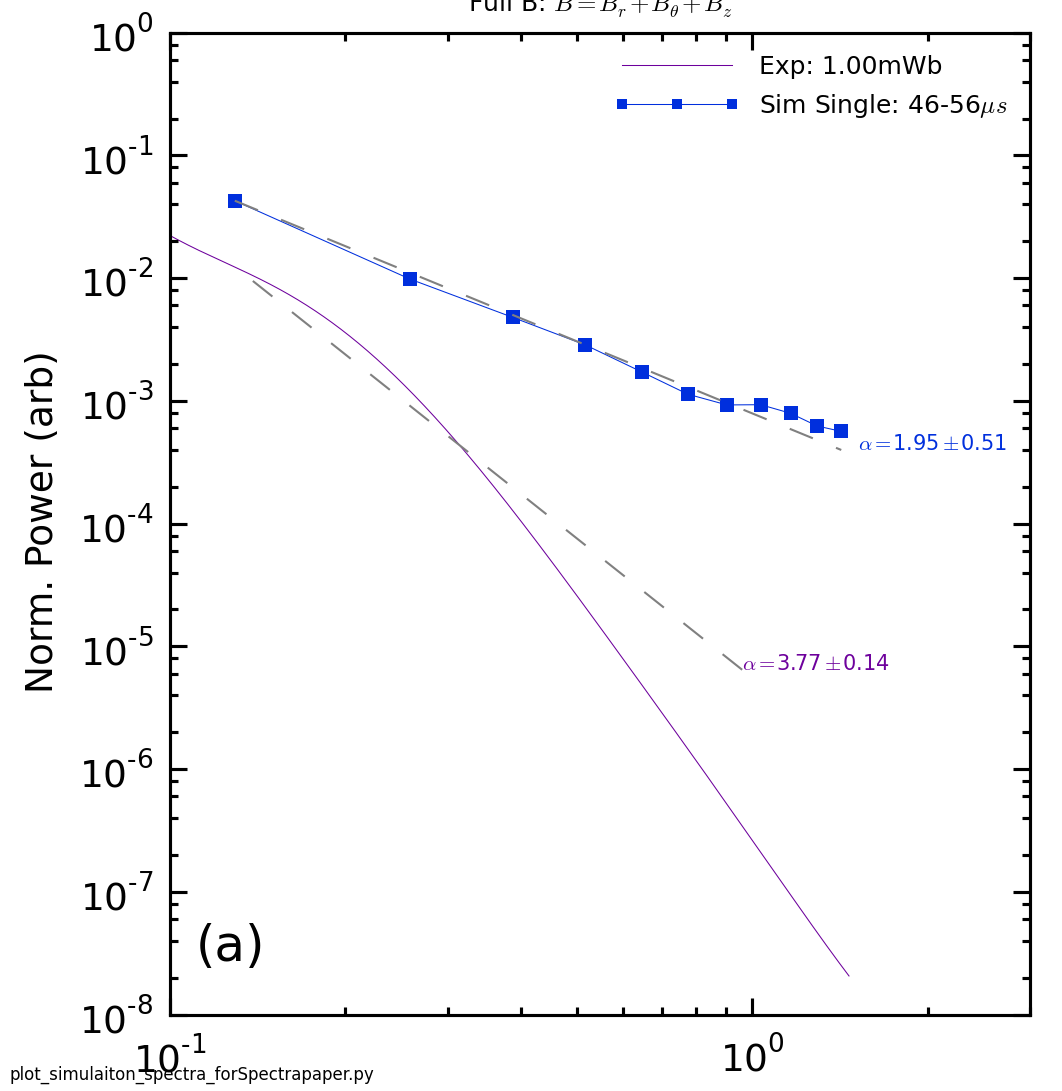 Full B: B = B_r + B_θ + B_z
10^0
Exp: 1.00mWb
Sim Single: 46-56μs
10^-1
10^-2
10^-3
α = 1.95 ± 0.51
Norm. Power (arb)
10^-4
10^-5
α = 3.77 ± 0.14
10^-6
10^-7
(a)
10^-8
10^-1
10^0
plot_simulaiton_spectra_forSpectrapaper.py